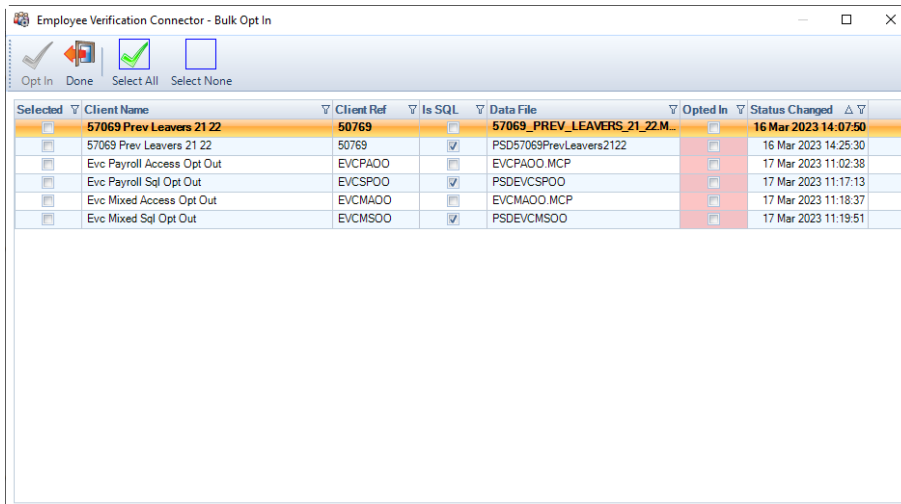 Employee Verification Connector - Bulk Opt In
Opt In Done Select All Select None
Selected Client Name Client Ref Is SQL Data File Opted In Status Changed
57069 Prev Leavers 21 22 50769 57069_PREV_LEAVERS_21_22.M... 16 Mar 2023 14:07:50
57069 Prev Leavers 21 22 50769 PSD57069PrevLeavers2122 16 Mar 2023 14:25:30
Evc Payroll Access Opt Out EVCPAOO EVCPAOO.MCP 17 Mar 2023 11:02:38
Evc Payroll Sql Opt Out EVCSPOO PSDEVCSPOO 17 Mar 2023 11:17:13
Evc Mixed Access Opt Out EVCMAOO EVCMAOO.MCP 17 Mar 2023 11:18:37
Evc Mixed Sql Opt Out EVCMSOO PSDEVCMSOO 17 Mar 2023 11:19:51